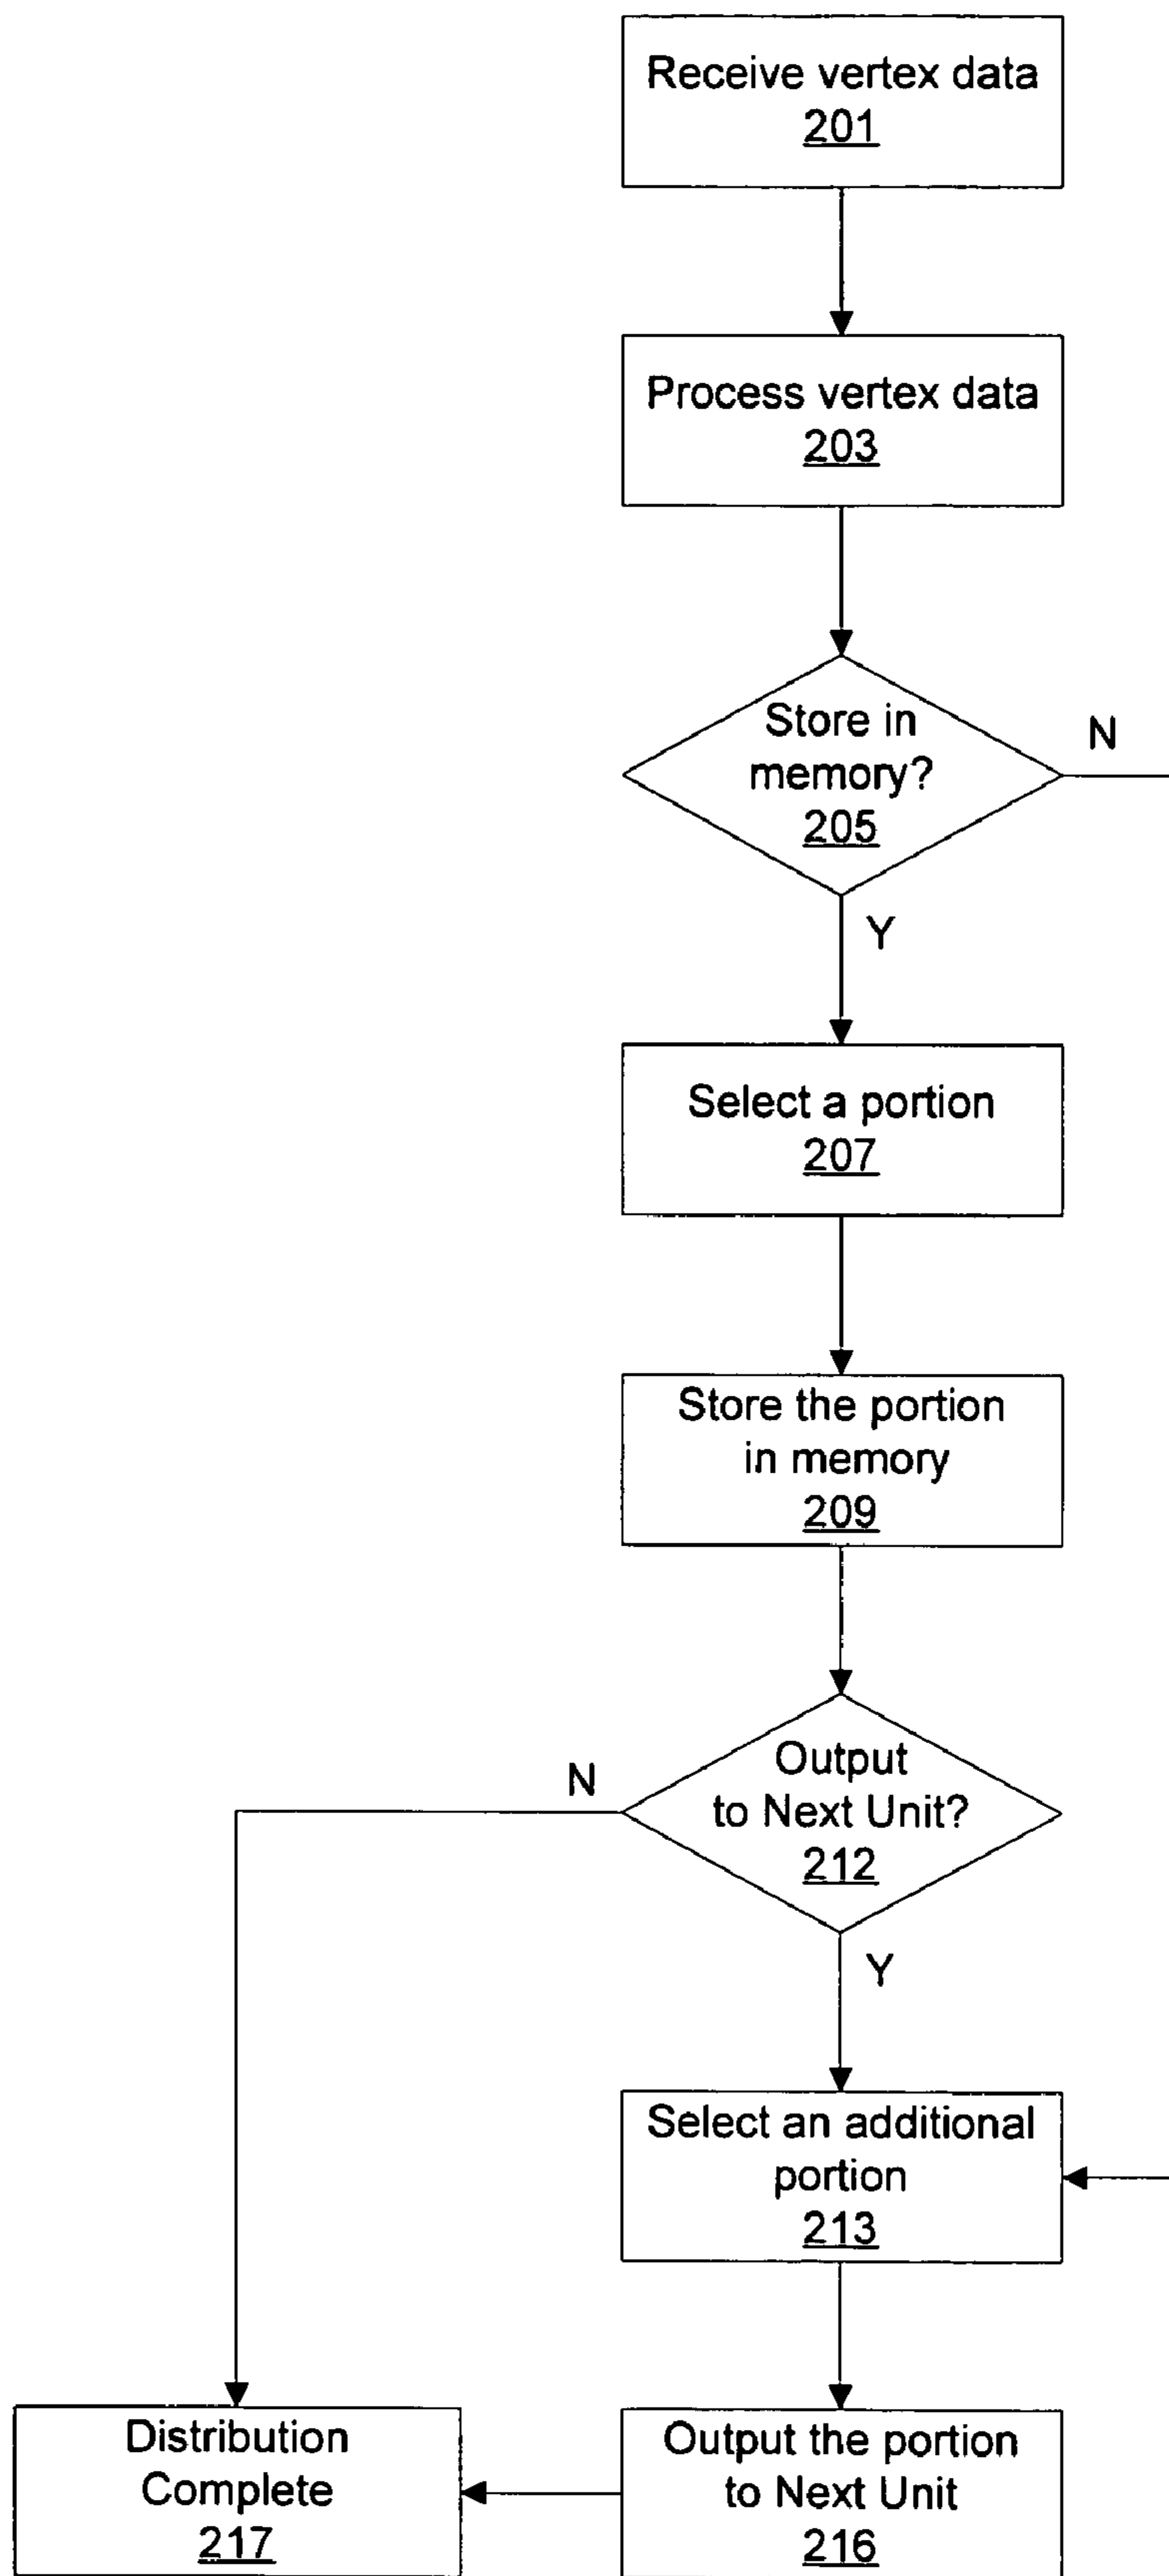 Receive vertex data
201
Process vertex data
203
Store in
memory?
205
N
Y
Select a portion
207
Store the portion
in memory
209
Output
to Next Unit?
212
N
Y
Select an additional
portion
213
Distribution
Complete
217
Output the portion
to Next Unit
216